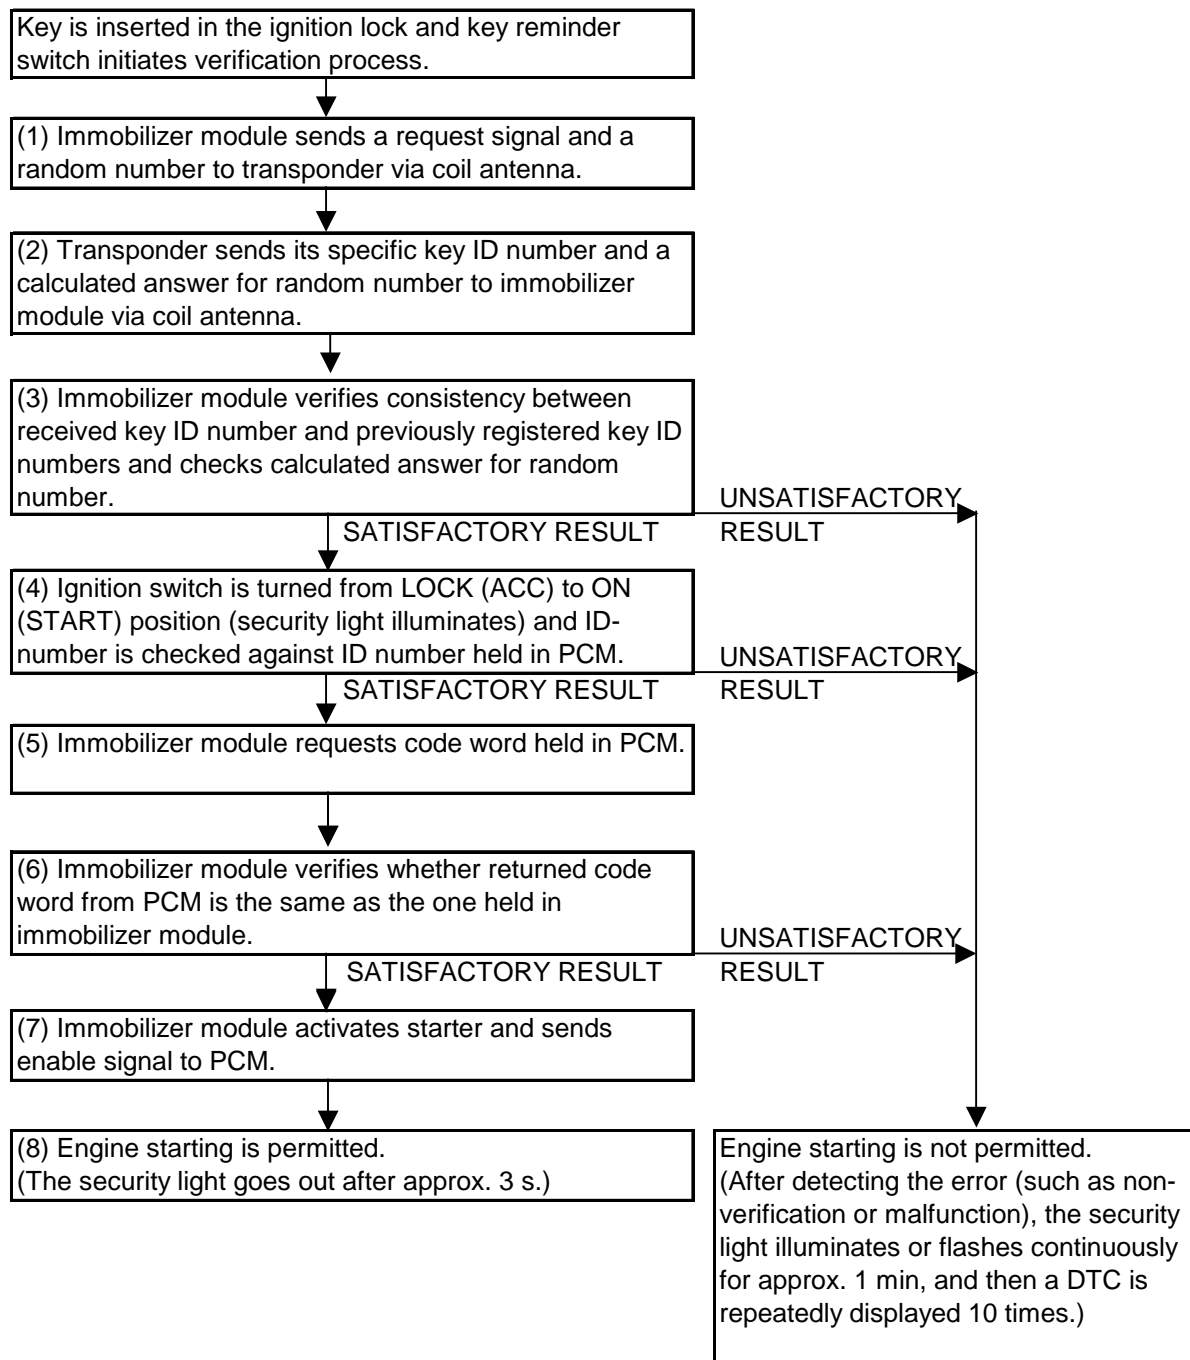 Key is inserted in the ignition lock and key reminder
switch initiates verification process.
(1) Immobilizer module sends a request signal and a
random number to transponder via coil antenna.
(2) Transponder sends its specific key ID number and a
calculated answer for random number to immobilizer
module via coil antenna.
(3) Immobilizer module verifies consistency between
received key ID number and previously registered key ID
numbers and checks calculated answer for random
number.
UNSATISFACTORY
SATISFACTORY RESULT
RESULT
(4) Ignition switch is turned from LOCK (ACC) to ON
(START) position (security light illuminates) and ID-
number is checked against ID number held in PCM.
UNSATISFACTORY
SATISFACTORY RESULT
RESULT
(5) Immobilizer module requests code word held in PCM.
(6) Immobilizer module verifies whether returned code
word from PCM is the same as the one held in
immobilizer module.
UNSATISFACTORY
SATISFACTORY RESULT
RESULT
(7) Immobilizer module activates starter and sends
enable signal to PCM.
(8) Engine starting is permitted.
(The security light goes out after approx. 3 s.)
Engine starting is not permitted.
(After detecting the error (such as non-
verification or malfunction), the security
light illuminates or flashes continuously
for approx. 1 min, and then a DTC is
repeatedly displayed 10 times.)